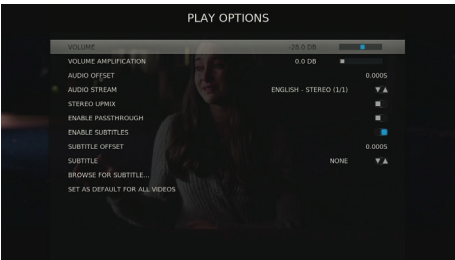 PLAY OPTIONS
VOLUME -28.0 DB
VOLUME AMPLIFICATION 0.0 DB
AUDIO OFFSET 0.000S
AUDIO STREAM ENGLISH - STEREO (1/1)
STEREO UPMIX
ENABLE PASSTHROUGH
ENABLE SUBTITLES
SUBTITLE OFFSET 0.000S
SUBTITLE NONE
BROWSE FOR SUBTITLE...
SET AS DEFAULT FOR ALL VIDEOS